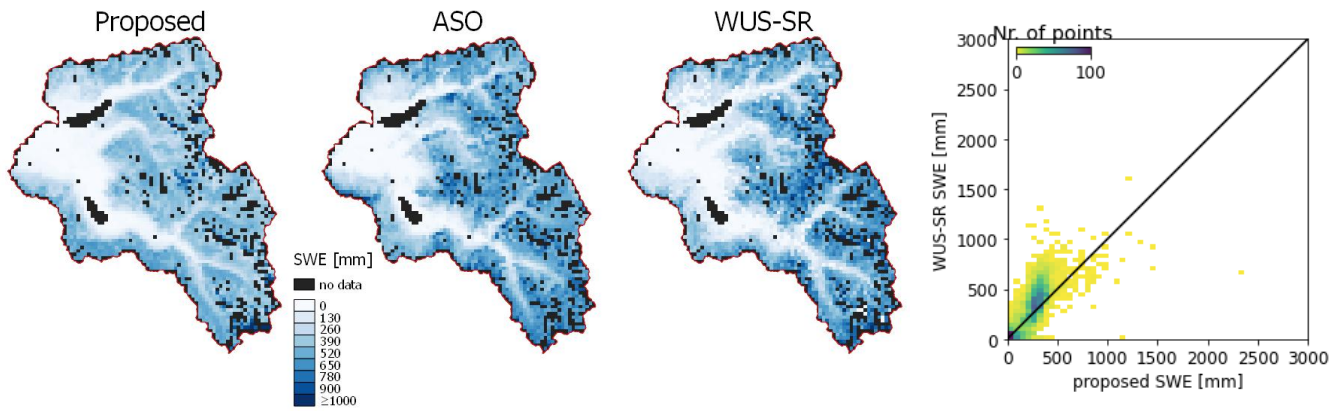 Proposed
ASO
WUS-SR
SWE [mm]
no data
0
130
260
390
520
650
780
900
≥1000
Nr. of points
0 100
3000
2500
2000
1500
1000
500
0
WUS-SR SWE [mm]
0 500 1000 1500 2000 3000
proposed SWE [mm]